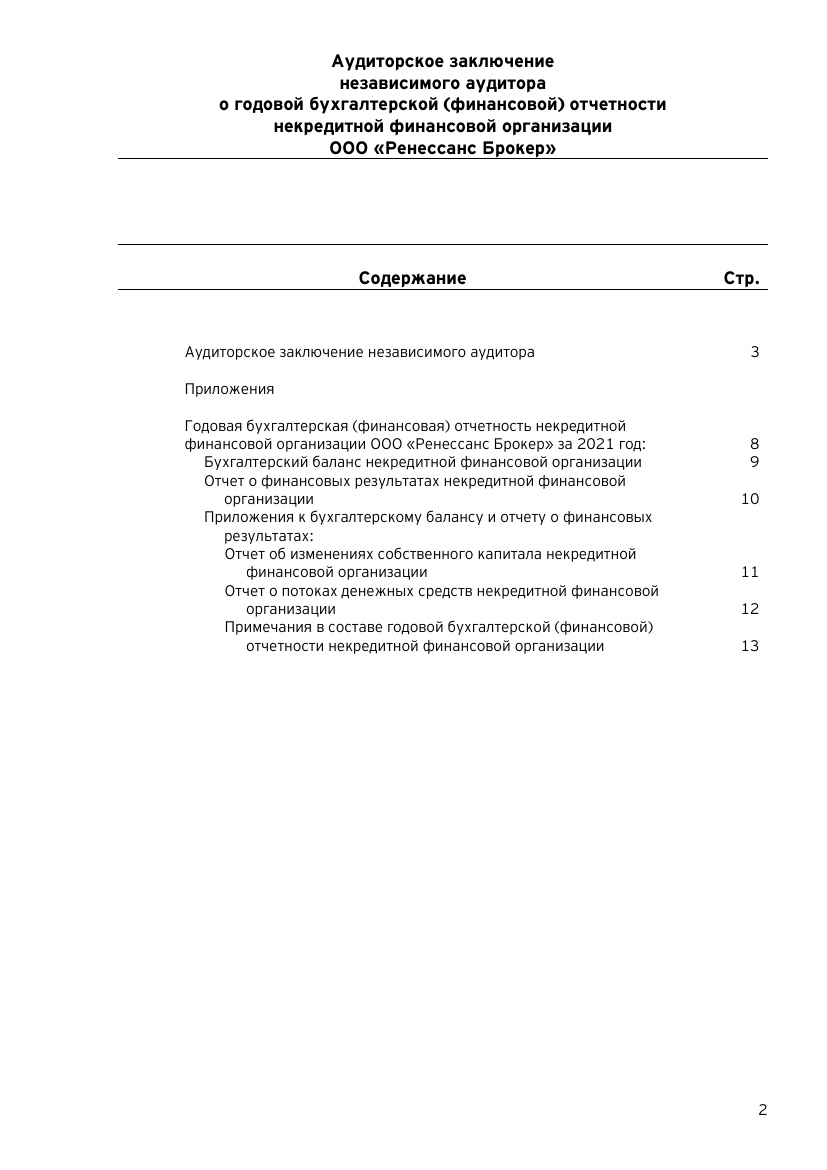 Аудиторское заключение
независимого аудитора
о годовой бухгалтерской (финансовой) отчетности
некредитной финансовой организации
ООО «Ренессанс Брокер»
Содержание Стр.
Аудиторское заключение независимого аудитора 3
Приложения
Годовая бухгалтерская (финансовая) отчетность некредитной
финансовой организации ООО «Ренессанс Брокер» за 2021 год: 8
Бухгалтерский баланс некредитной финансовой организации 9
Отчет о финансовых результатах некредитной финансовой
организации 10
Приложения к бухгалтерскому балансу и отчету о финансовых
результатах:
Отчет об изменениях собственного капитала некредитной
финансовой организации 11
Отчет о потоках денежных средств некредитной финансовой
организации 12
Примечания в составе годовой бухгалтерской (финансовой)
отчетности некредитной финансовой организации 13
2